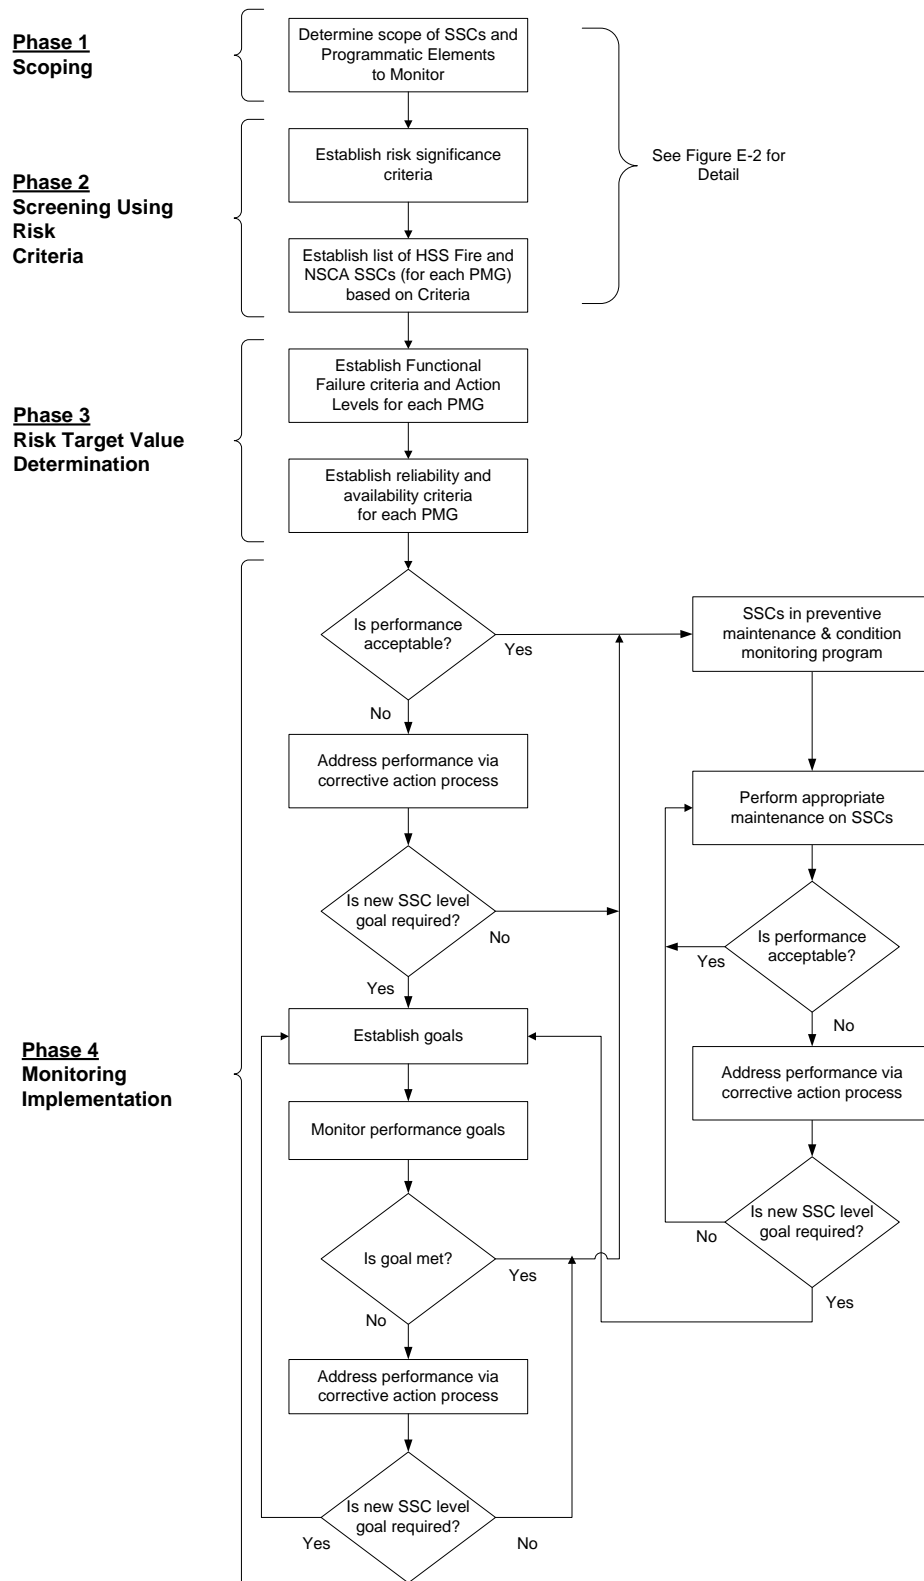 Phase 1
Scoping
Determine scope of SSCs and
Programmatic Elements
to Monitor
Phase 2
Screening Using
Risk
Criteria
Establish risk significance
criteria
See Figure E-2 for
Detail
Establish list of HSS Fire and
NSCA SSCs (for each PMG)
based on Criteria
Phase 3
Risk Target Value
Determination
Establish Functional
Failure criteria and Action
Levels for each PMG
Establish reliability and
availability criteria
for each PMG
Phase 4
Monitoring
Implementation
Is performance
acceptable?
Yes
No
Address performance via
corrective action process
Is new SSC level
goal required?
No
Yes
Establish goals
Monitor performance goals
Is goal met?
Yes
No
Address performance via
corrective action process
Is new SSC level
goal required?
Yes
No
SSCs in preventive
maintenance & condition
monitoring program
Perform appropriate
maintenance on SSCs
Is performance
acceptable?
Yes
No
Address performance via
corrective action process
Is new SSC level
goal required?
No
Yes